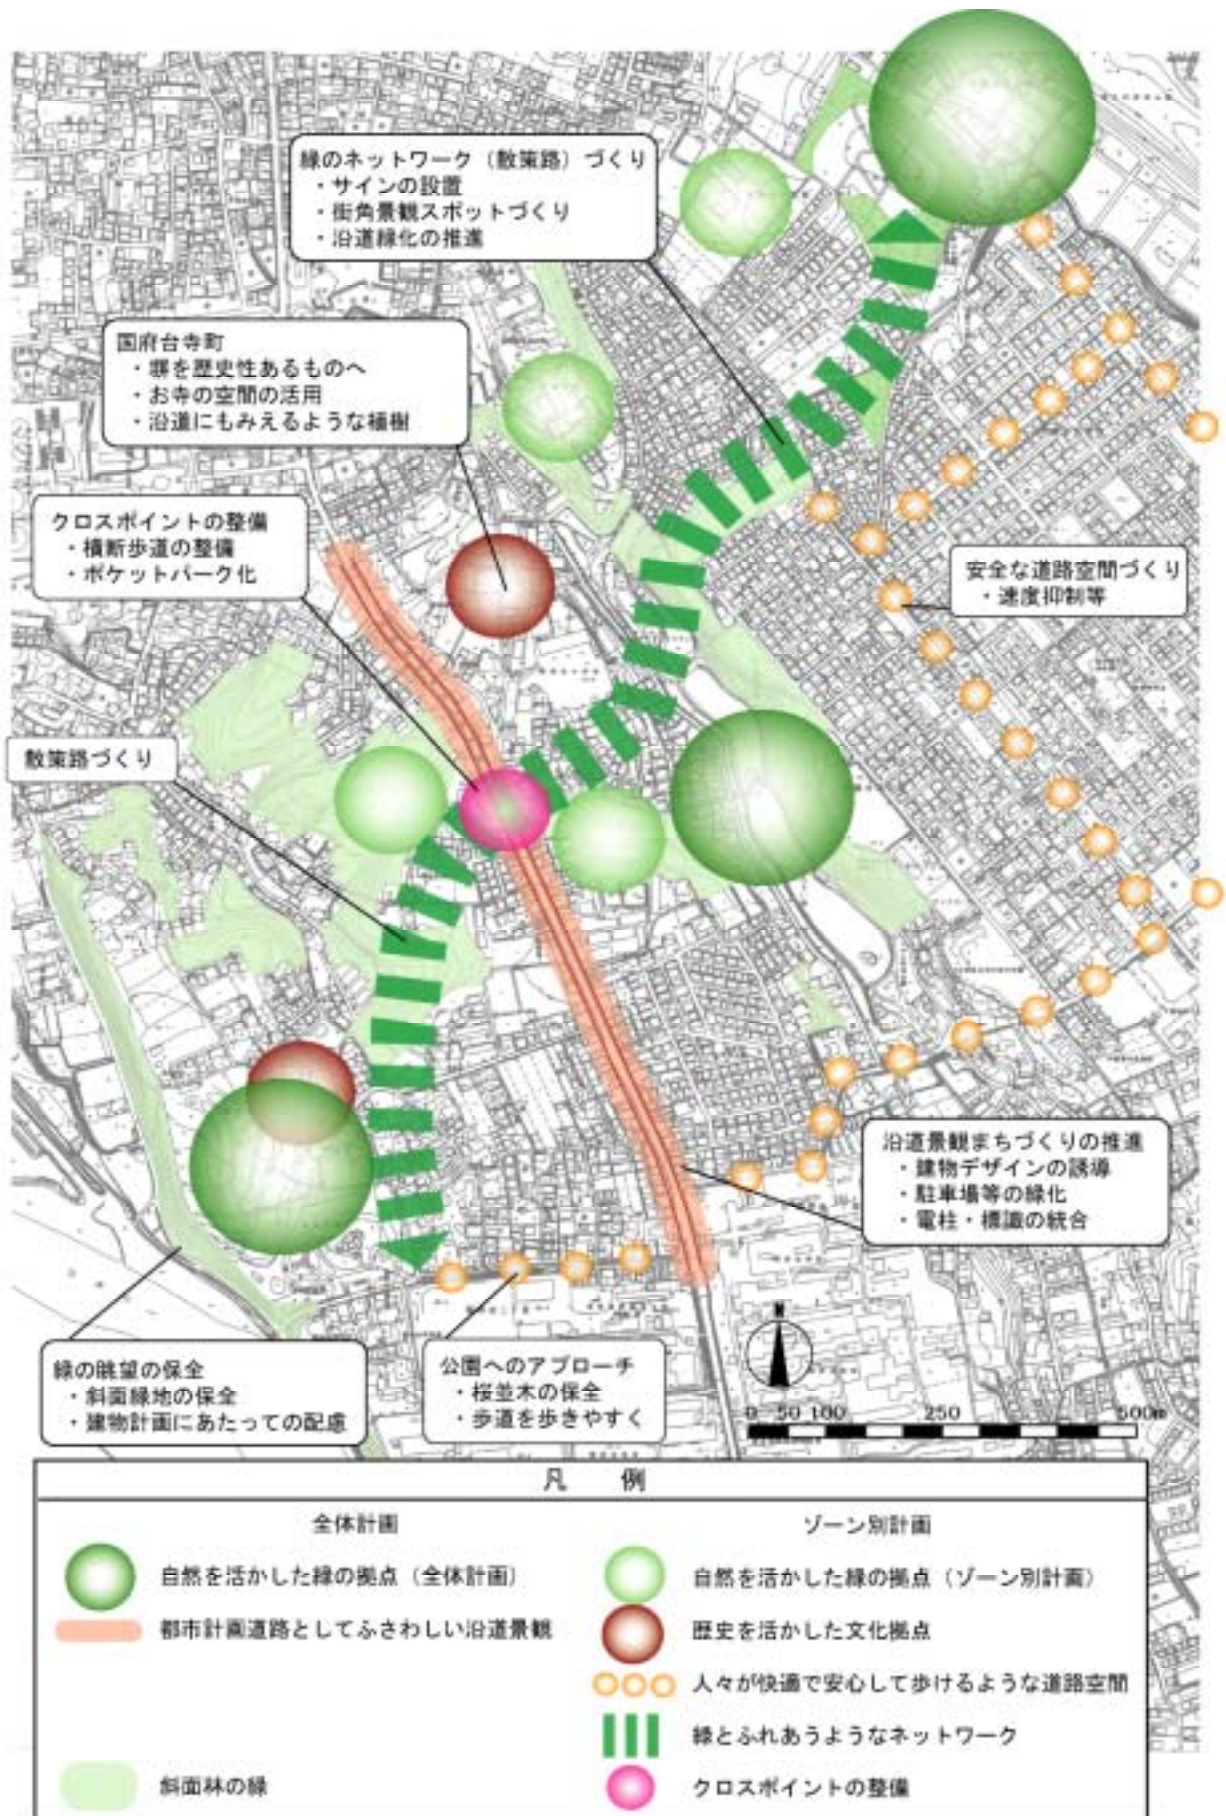 緑のネットワーク（散策路）づくり
・サインの設置
・街角景観スポットづくり
・沿道緑化の推進
国府台寺町
・塀を歴史性あるものへ
・お寺の空間の活用
・沿道にもみえるような植樹
クロスポイントの整備
・横断歩道の整備
・ポケットパーク化
安全な道路空間づくり
・速度抑制等
散策路づくり
沿道景観まちづくりの推進
・建物デザインの誘導
・駐車場等の緑化
・電柱・標識の統合
緑の眺望の保全
・斜面緑地の保全
・建物計画にあたっての配慮
公園へのアプローチ
・桜並木の保全
・歩道を歩きやすく
N
0 50 100 250 500m
凡 例
全体計画
自然を活かした緑の拠点（全体計画）
都市計画道路としてふさわしい沿道景観
斜面林の緑
ゾーン別計画
自然を活かした緑の拠点（ゾーン別計画）
歴史を活かした文化拠点
人々が快適で安心して歩けるような道路空間
緑とふれあうようなネットワーク
クロスポイントの整備